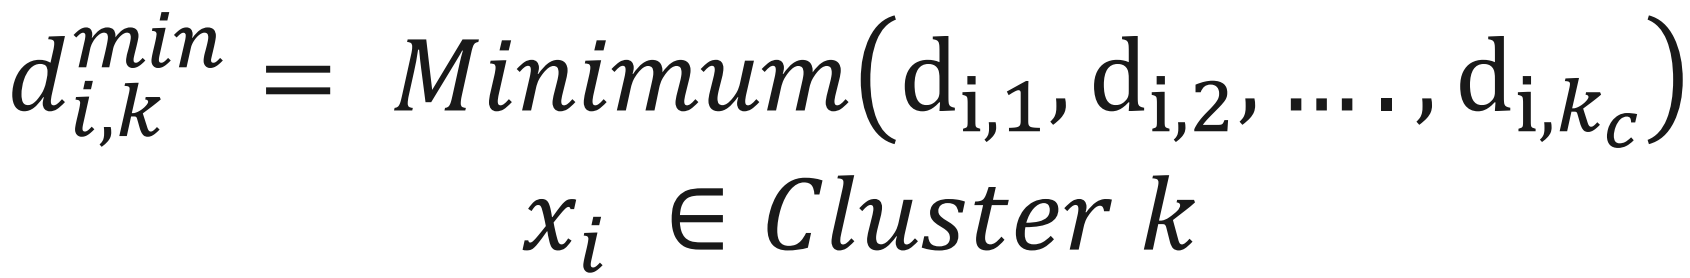 d_{i,k}^{min} = Minimum(d_{i,1}, d_{i,2}, … . , d_{i,k_c})
x_i ∈ Cluster k